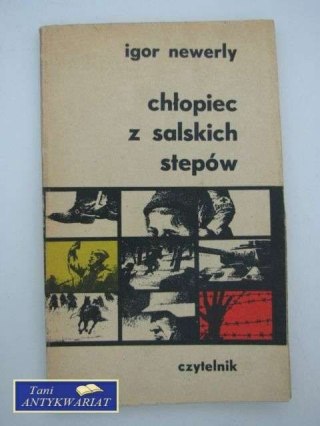 igor newerly
chłopiec
z salskich
stepów
czytelnik
Tani
ANTYKWARIAT